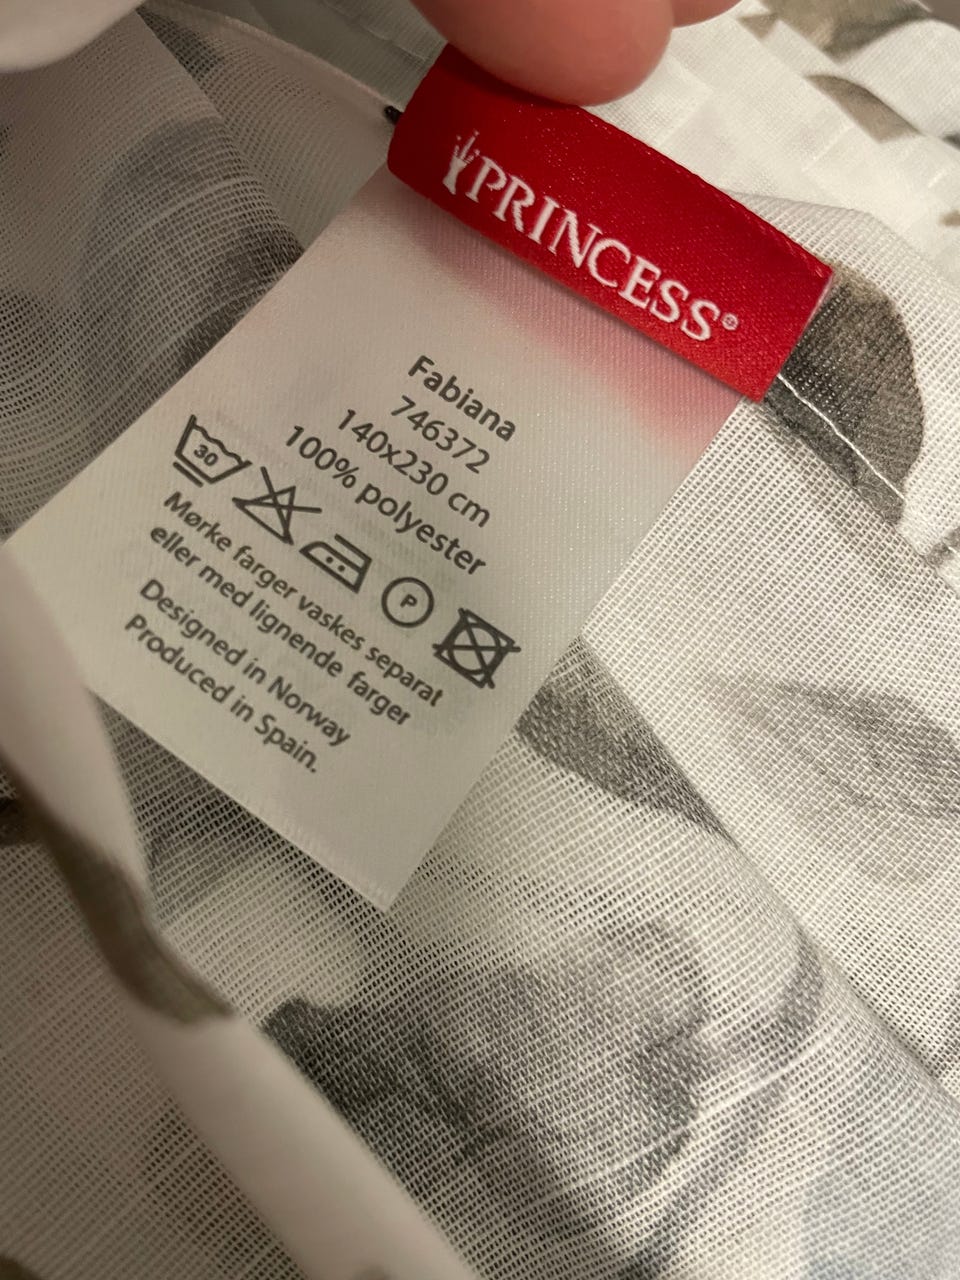 PRINCESS®
Fabiana
746372
140x230 cm
100% polyester
30
P
Mørke farger vaskes separat
eller med lignende farger
Designed in Norway
Produced in Spain.